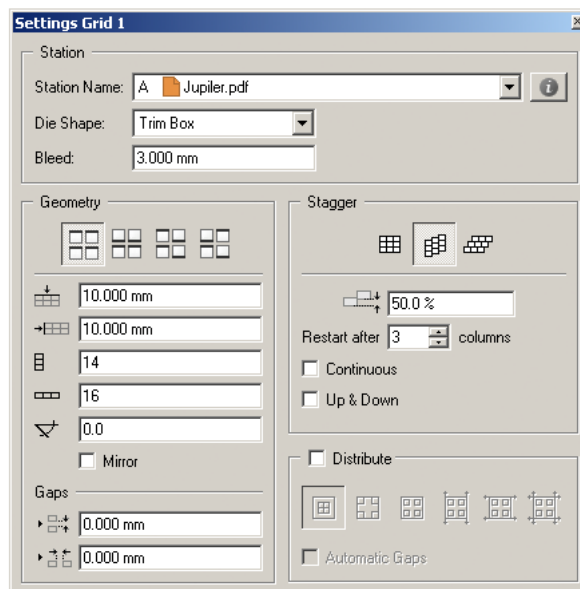 Settings Grid 1
Station
Station Name: A Jupiler.pdf
Die Shape: Trim Box
Bleed: 3.000 mm
Geometry
10.000 mm
10.000 mm
14
16
0.0
Mirror
Gaps
0.000 mm
0.000 mm
Stagger
50.0 %
Restart after 3 columns
Continuous
Up & Down
Distribute
Automatic Gaps